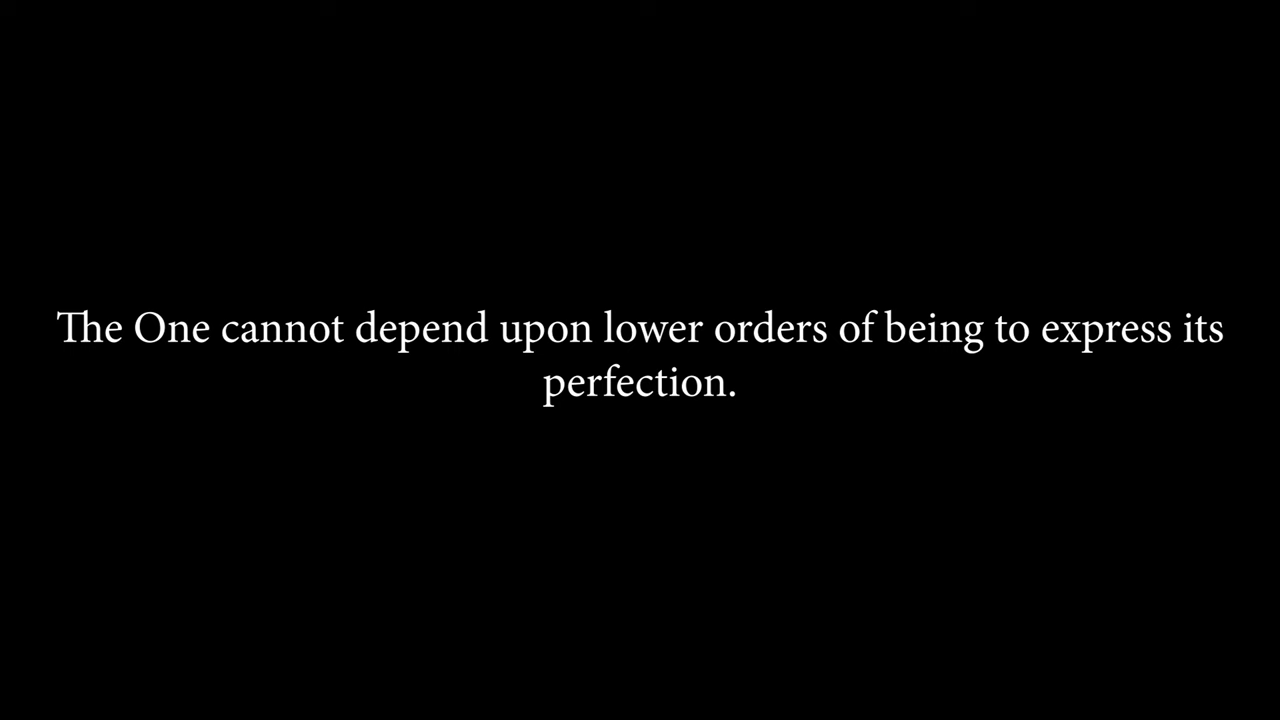 The One cannot depend upon lower orders of being to express its
perfection.